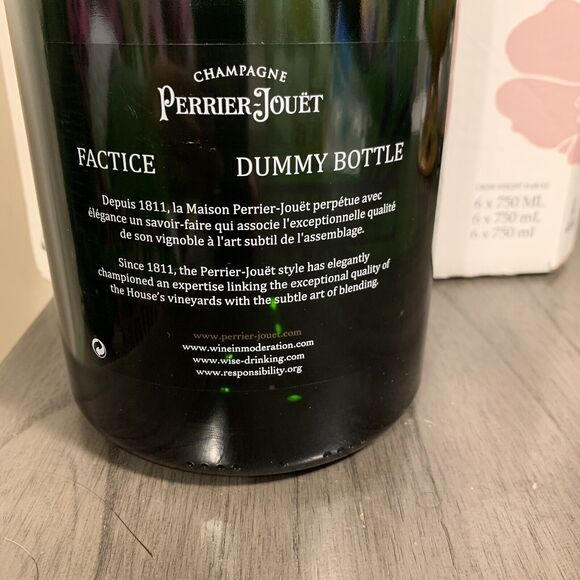 CHAMPAGNE
PERRIER-JOUËT
FACTICE DUMMY BOTTLE
Depuis 1811, la Maison Perrier-Jouët perpétue avec
élégance un savoir-faire qui associe l'exceptionnelle qualité
de son vignoble à l'art subtil de l'assemblage.
Since 1811, the Perrier-Jouët style has elegantly
championed an expertise linking the exceptional quality of
the House's vineyards with the subtle art of blending.
www.perrier-jouet.com
www.wineinmoderation.com
www.wise-drinking.com
www.responsibility.org
6 x 750 ML
6 x 750 mL
6 x 750 ml